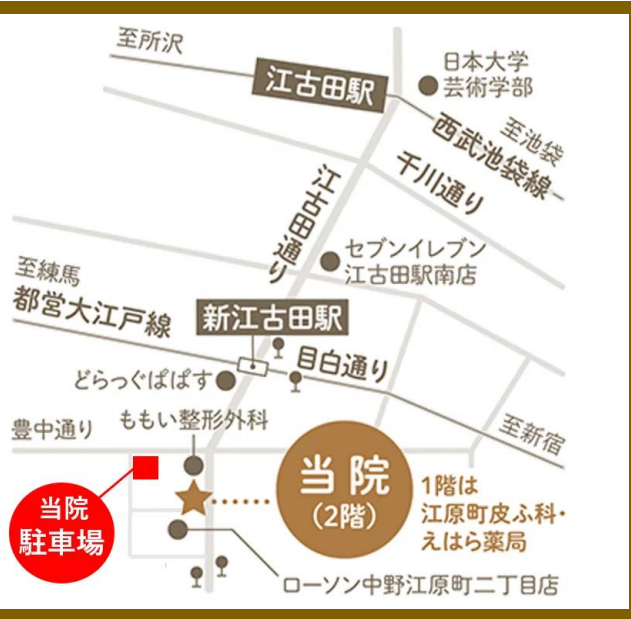 至所沢
江古田駅
日本大学
芸術学部
至池袋
西武池袋線
千川通り
江古田通り
セブンイレブン
江古田駅南店
至練馬
都営大江戸線
新江古田駅
目白通り
どらっぐぱぱす
ももい整形外科
豊中通り
至新宿
当院
(2階)
1階は
江原町皮ふ科・
えはら薬局
当院
駐車場
ローソン中野江原町二丁目店